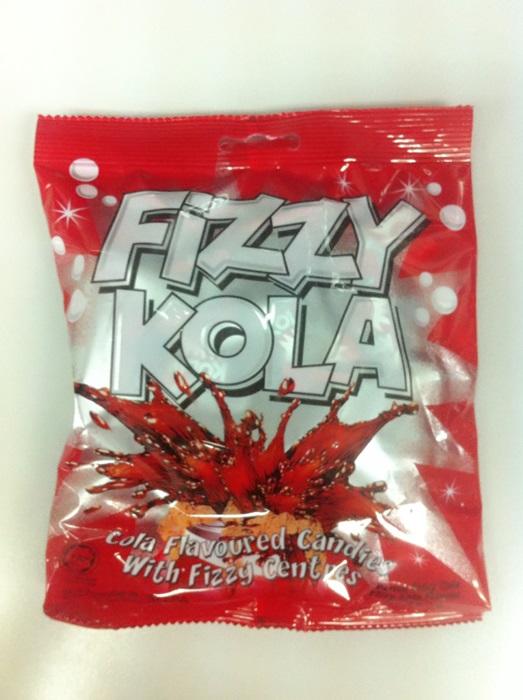 FiZZY
KOLA
Cola Flavoured Candies
With Fizzy Centres